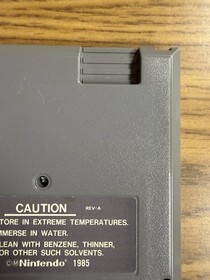 CAUTION
REV-A
TORE IN EXTREME TEMPERATURES.
MMERSE IN WATER.
LEAN WITH BENZENE, THINNER,
OR OTHER SUCH SOLVENTS.
©M Nintendo 1985